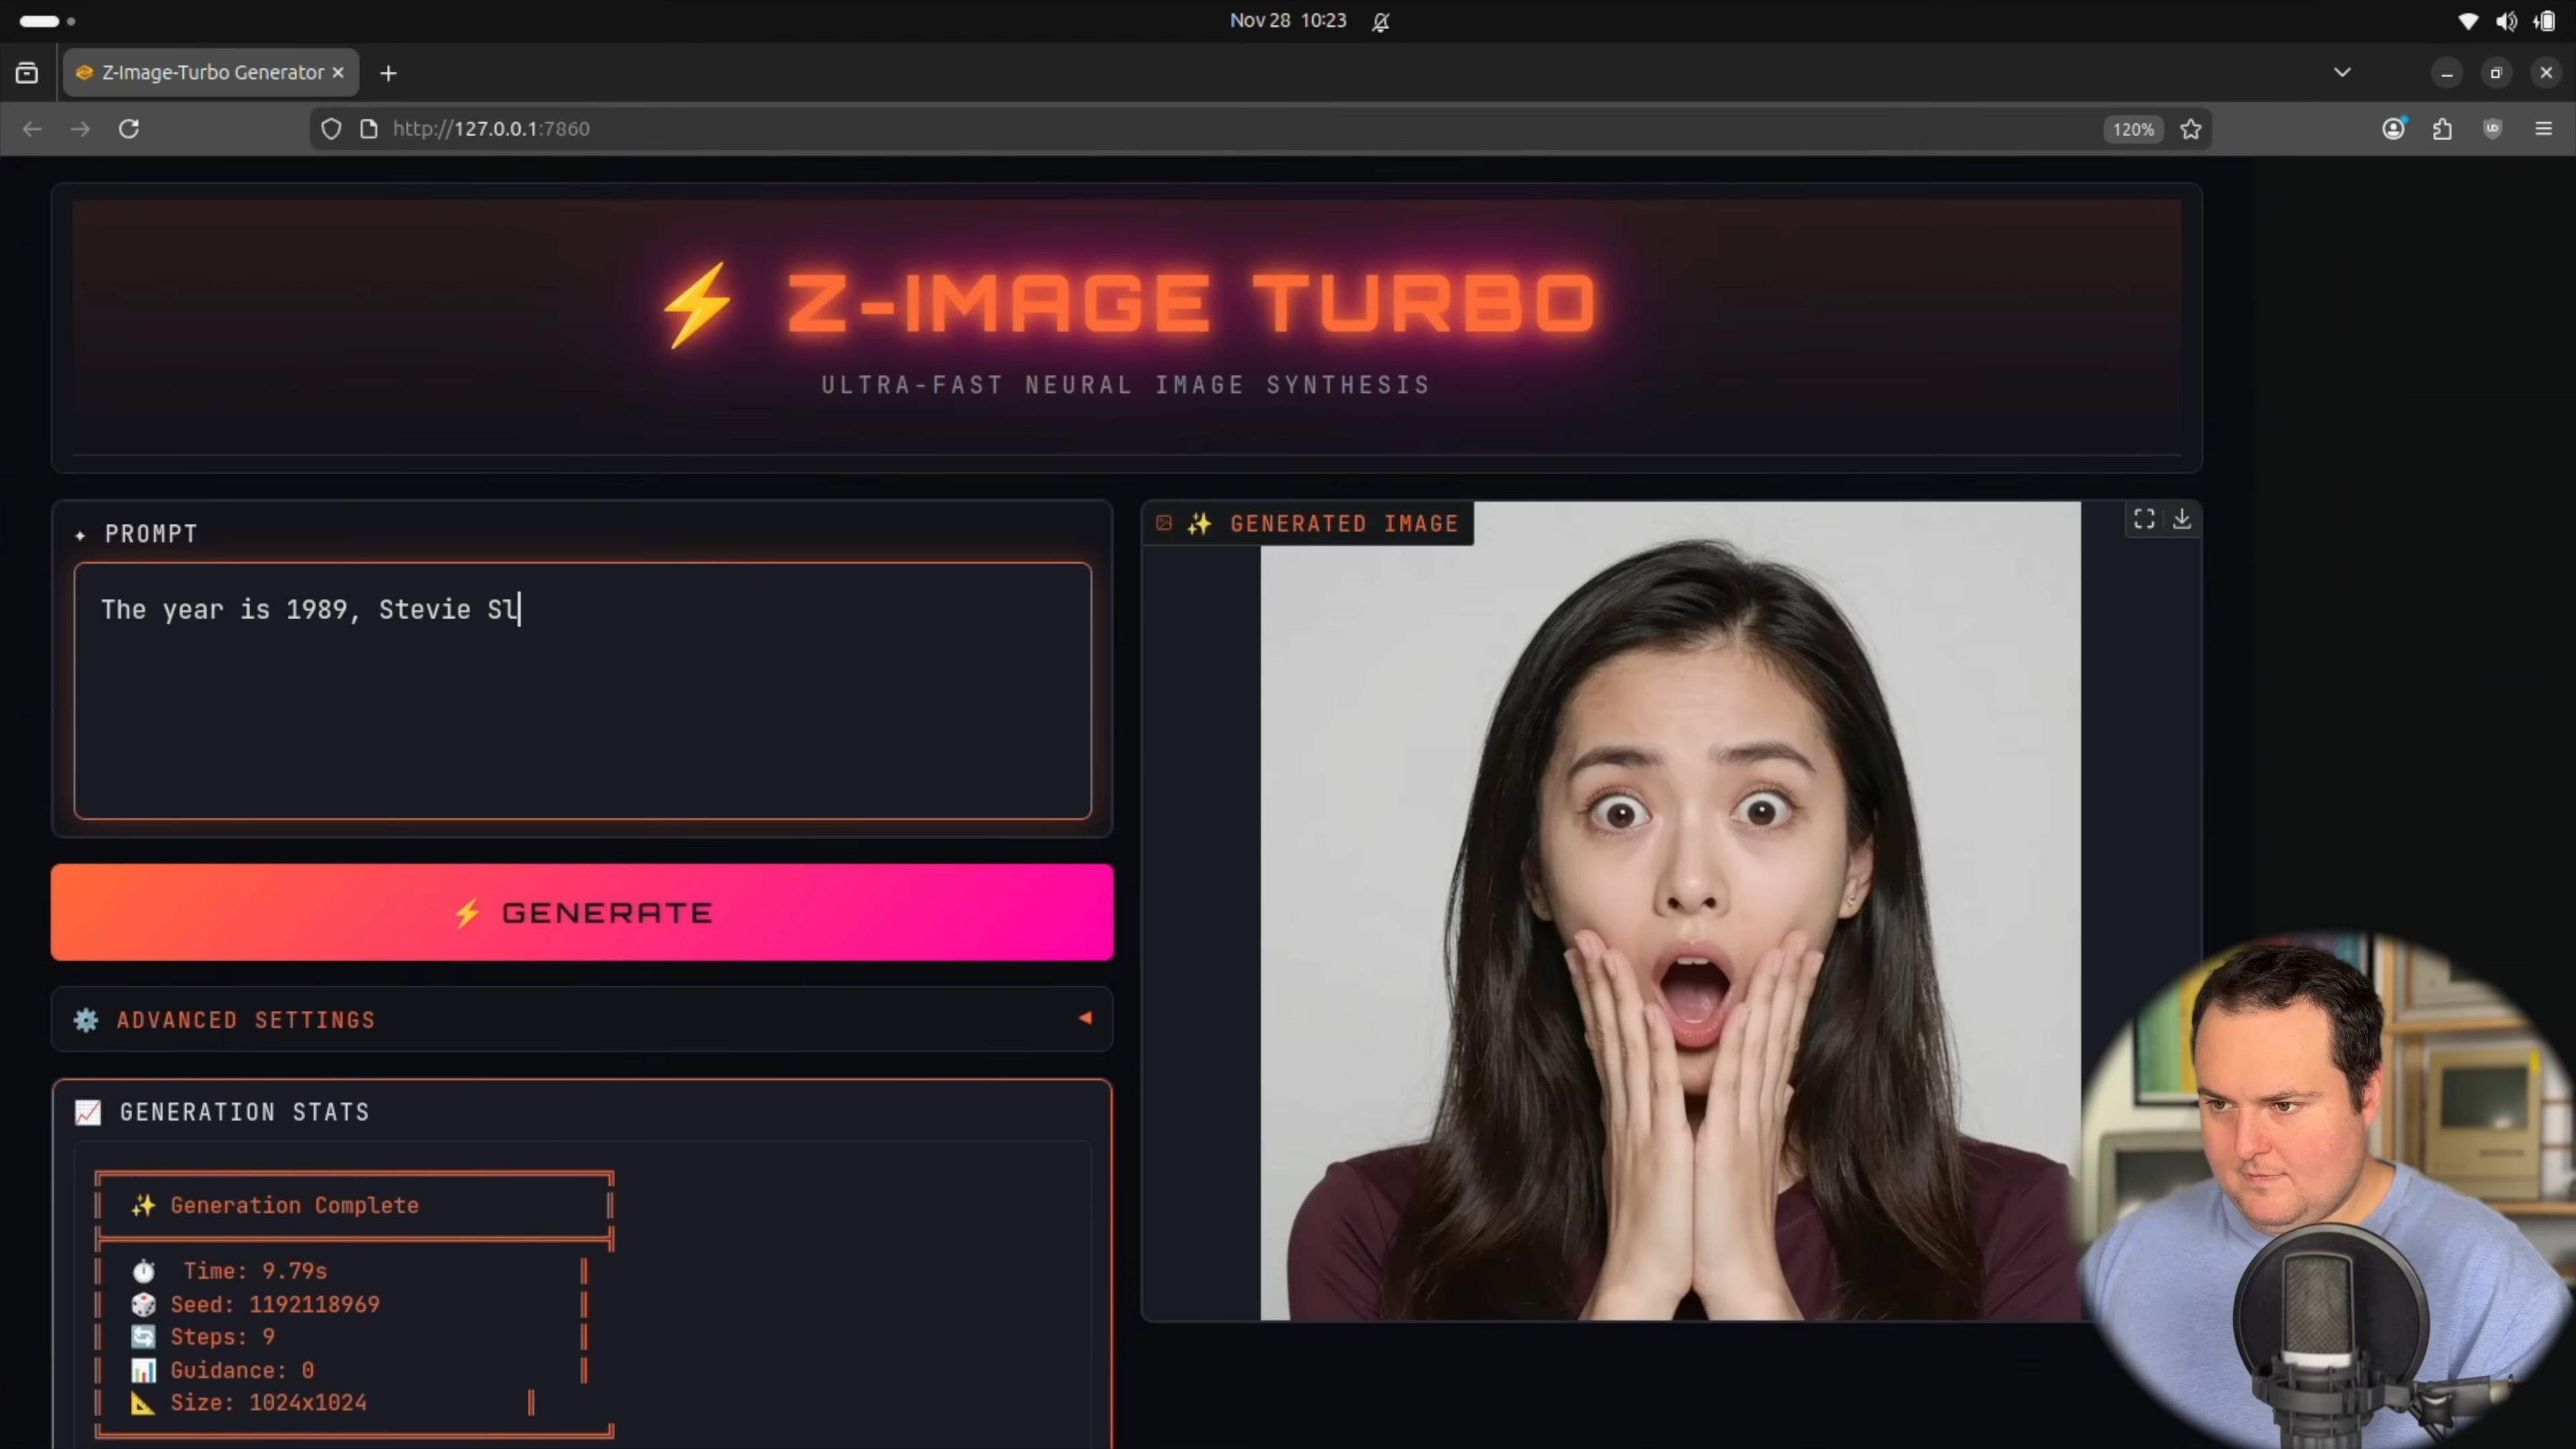 Nov 28 10:23
Z-Image-Turbo Generator
http://127.0.0.1:7860
120%
⚡ Z-IMAGE TURBO
ULTRA-FAST NEURAL IMAGE SYNTHESIS
✦ PROMPT
The year is 1989, Stevie Sl
⚡ GENERATE
⚙️ ADVANCED SETTINGS
📈 GENERATION STATS
✨ Generation Complete
⏱️ Time: 9.79s
🎲 Seed: 1192118969
🔄 Steps: 9
📊 Guidance: 0
📐 Size: 1024x1024
✨ GENERATED IMAGE